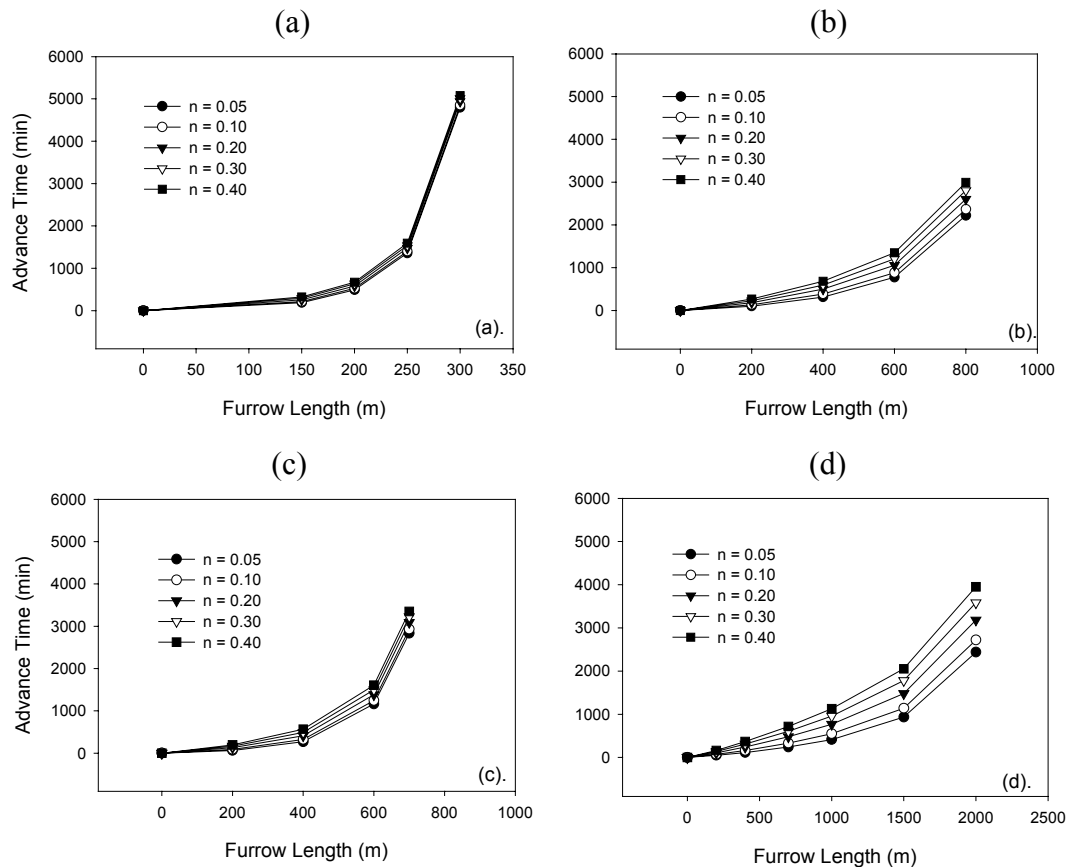 (a)
6000
5000
4000
3000
2000
1000
0
Advance Time (min)
n = 0.05
n = 0.10
n = 0.20
n = 0.30
n = 0.40
(a).
0 50 100 150 200 250 300 350
Furrow Length (m)
(b)
6000
5000
4000
3000
2000
1000
0
n = 0.05
n = 0.10
n = 0.20
n = 0.30
n = 0.40
(b).
0 200 400 600 800 1000
Furrow Length (m)
(c)
6000
5000
4000
3000
2000
1000
0
Advance Time (min)
n = 0.05
n = 0.10
n = 0.20
n = 0.30
n = 0.40
(c).
0 200 400 600 800 1000
Furrow Length (m)
(d)
6000
5000
4000
3000
2000
1000
0
n = 0.05
n = 0.10
n = 0.20
n = 0.30
n = 0.40
(d).
0 500 1000 1500 2000 2500
Furrow Length (m)